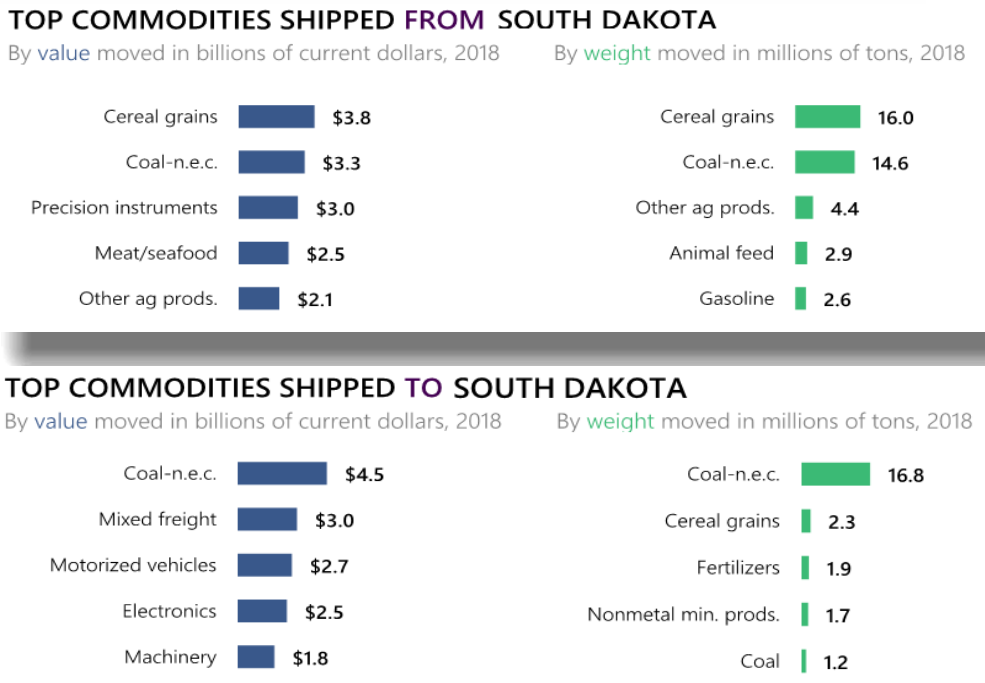 TOP COMMODITIES SHIPPED FROM SOUTH DAKOTA
By value moved in billions of current dollars, 2018
By weight moved in millions of tons, 2018
Cereal grains $3.8
Coal-n.e.c. $3.3
Precision instruments $3.0
Meat/seafood $2.5
Other ag prods. $2.1
Cereal grains 16.0
Coal-n.e.c. 14.6
Other ag prods. 4.4
Animal feed 2.9
Gasoline 2.6
TOP COMMODITIES SHIPPED TO SOUTH DAKOTA
By value moved in billions of current dollars, 2018
By weight moved in millions of tons, 2018
Coal-n.e.c. $4.5
Mixed freight $3.0
Motorized vehicles $2.7
Electronics $2.5
Machinery $1.8
Coal-n.e.c. 16.8
Cereal grains 2.3
Fertilizers 1.9
Nonmetal min. prods. 1.7
Coal 1.2